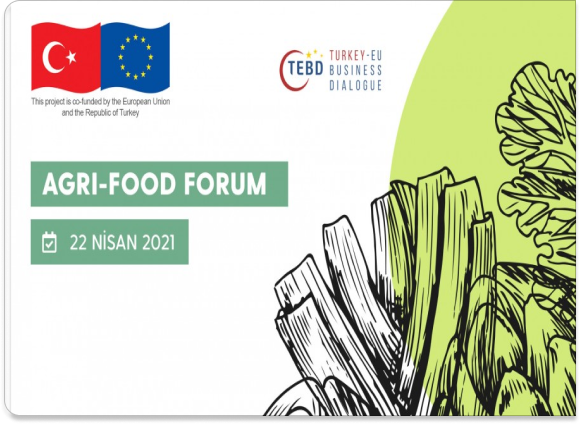 This project is co-funded by the European Union
and the Republic of Turkey
TEBD
TURKEY-EU
BUSINESS
DIALOGUE
AGRI-FOOD FORUM
22 NİSAN 2021